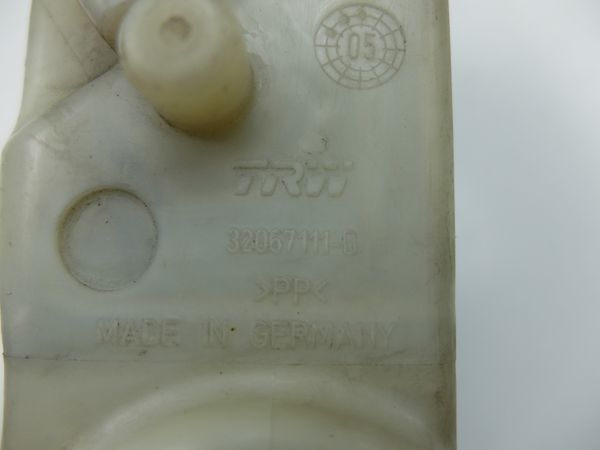 05
TRW
32067111-D
>PP<
MADE IN GERMANY